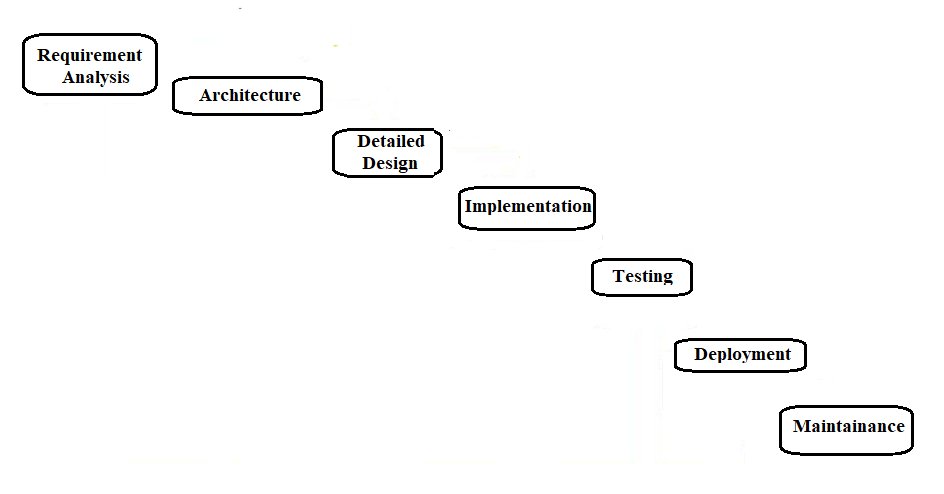 Requirement
Analysis
Architecture
Detailed
Design
Implementation
Testing
Deployment
Maintainance